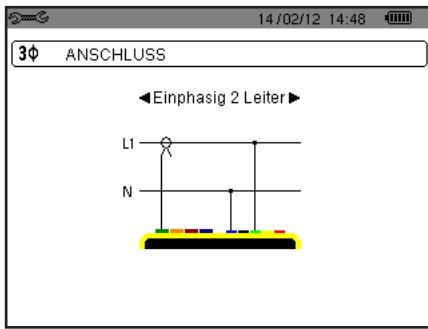 14/02/12 14:48
3ϕ ANSCHLUSS
◄Einphasig 2 Leiter►
L1
N